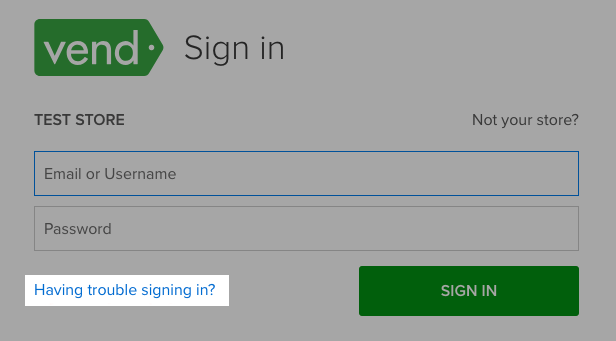 vend Sign in
TEST STORE Not your store?
Email or Username
Password
Having trouble signing in? SIGN IN